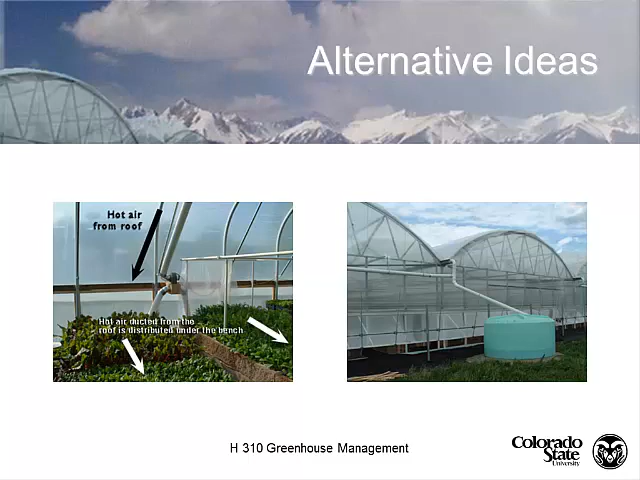 Alternative Ideas
Hot air
from roof
Hot air ducted from the
roof is distributed under the bench
H 310 Greenhouse Management
Colorado
State
University